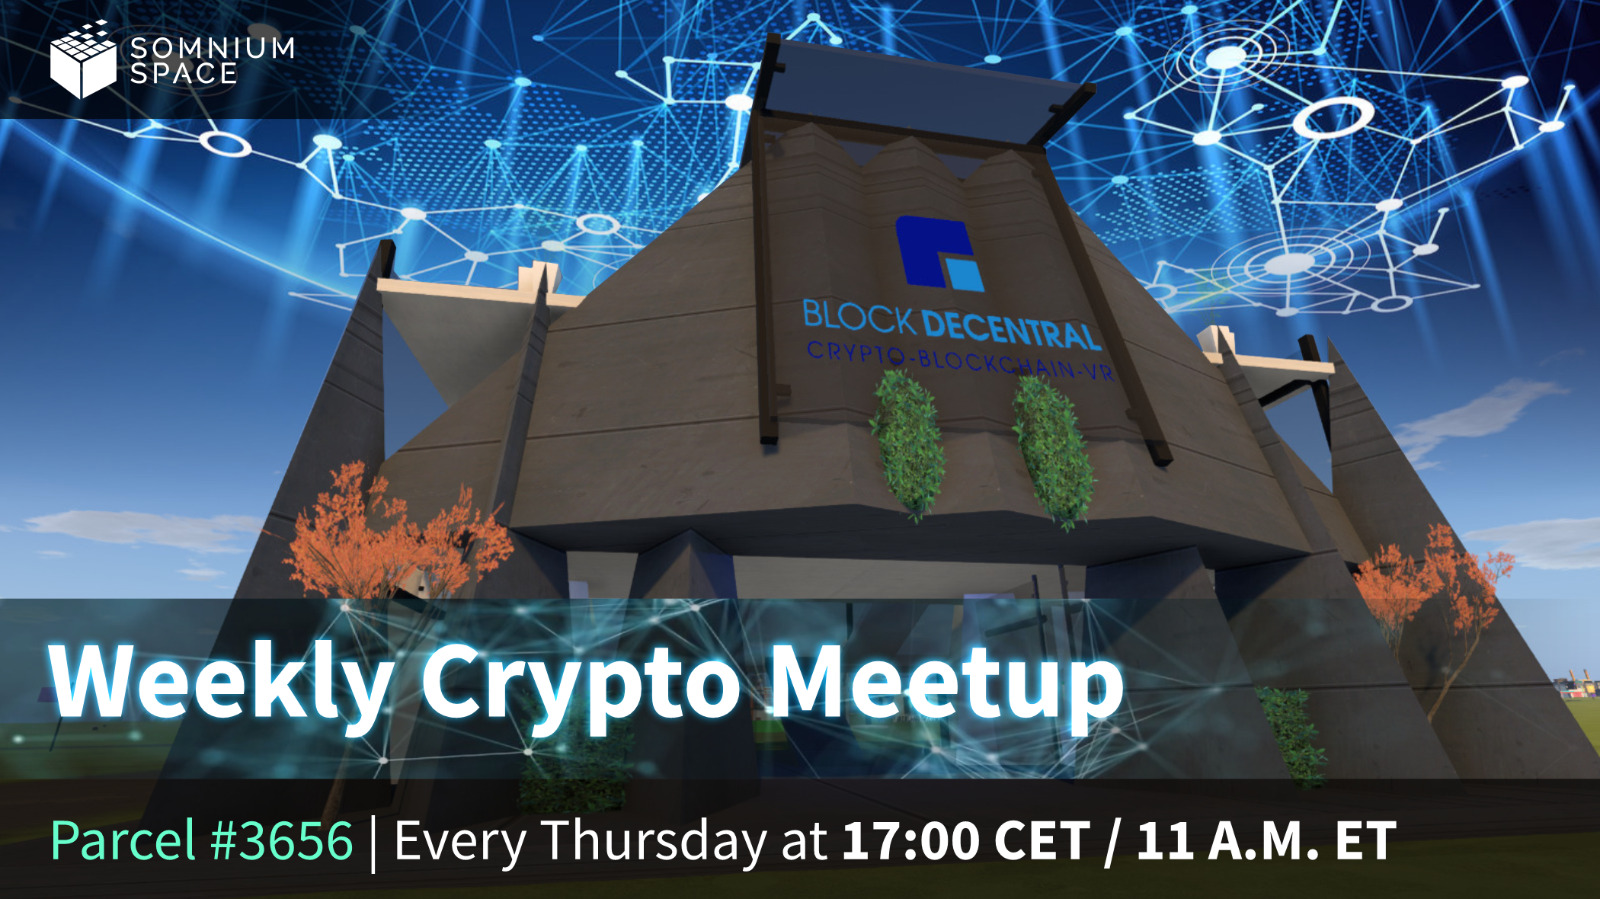 SOMNIUM
SPACE
BLOCK DECENTRAL
CRYPTO-BLOCKCHAIN-VR
Weekly Crypto Meetup
Parcel #3656 | Every Thursday at 17:00 CET / 11 A.M. ET